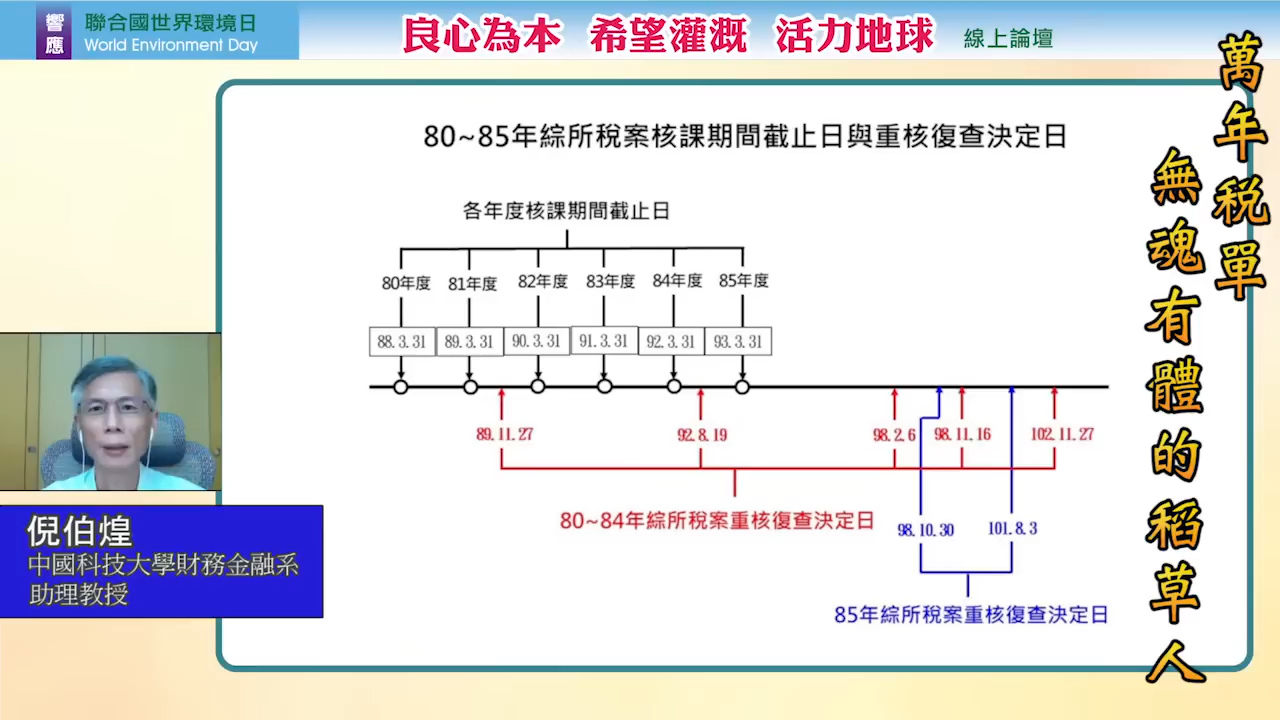 響應
聯合國世界環境日
World Environment Day
良心為本 希望灌溉 活力地球 線上論壇
萬年稅單
無魂有體的稻草人
80~85年綜所稅案核課期間截止日與重核復查決定日
各年度核課期間截止日
80年度 81年度 82年度 83年度 84年度 85年度
88.3.31 89.3.31 90.3.31 91.3.31 92.3.31 93.3.31
89.11.27 92.8.19 98.2.6 98.11.16 102.11.27
80~84年綜所稅案重核復查決定日
98.10.30 101.8.3
85年綜所稅案重核復查決定日
倪伯煌
中國科技大學財務金融系
助理教授